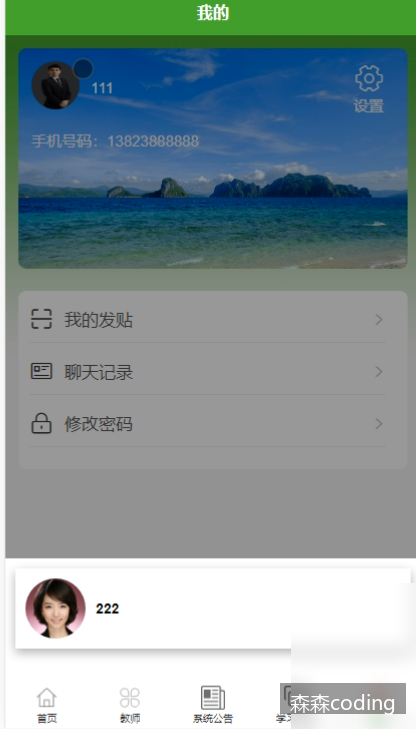 我的
111
设置
手机号码：13823888888
我的发贴
聊天记录
修改密码
222
首页
教师
系统公告
学习
森森coding